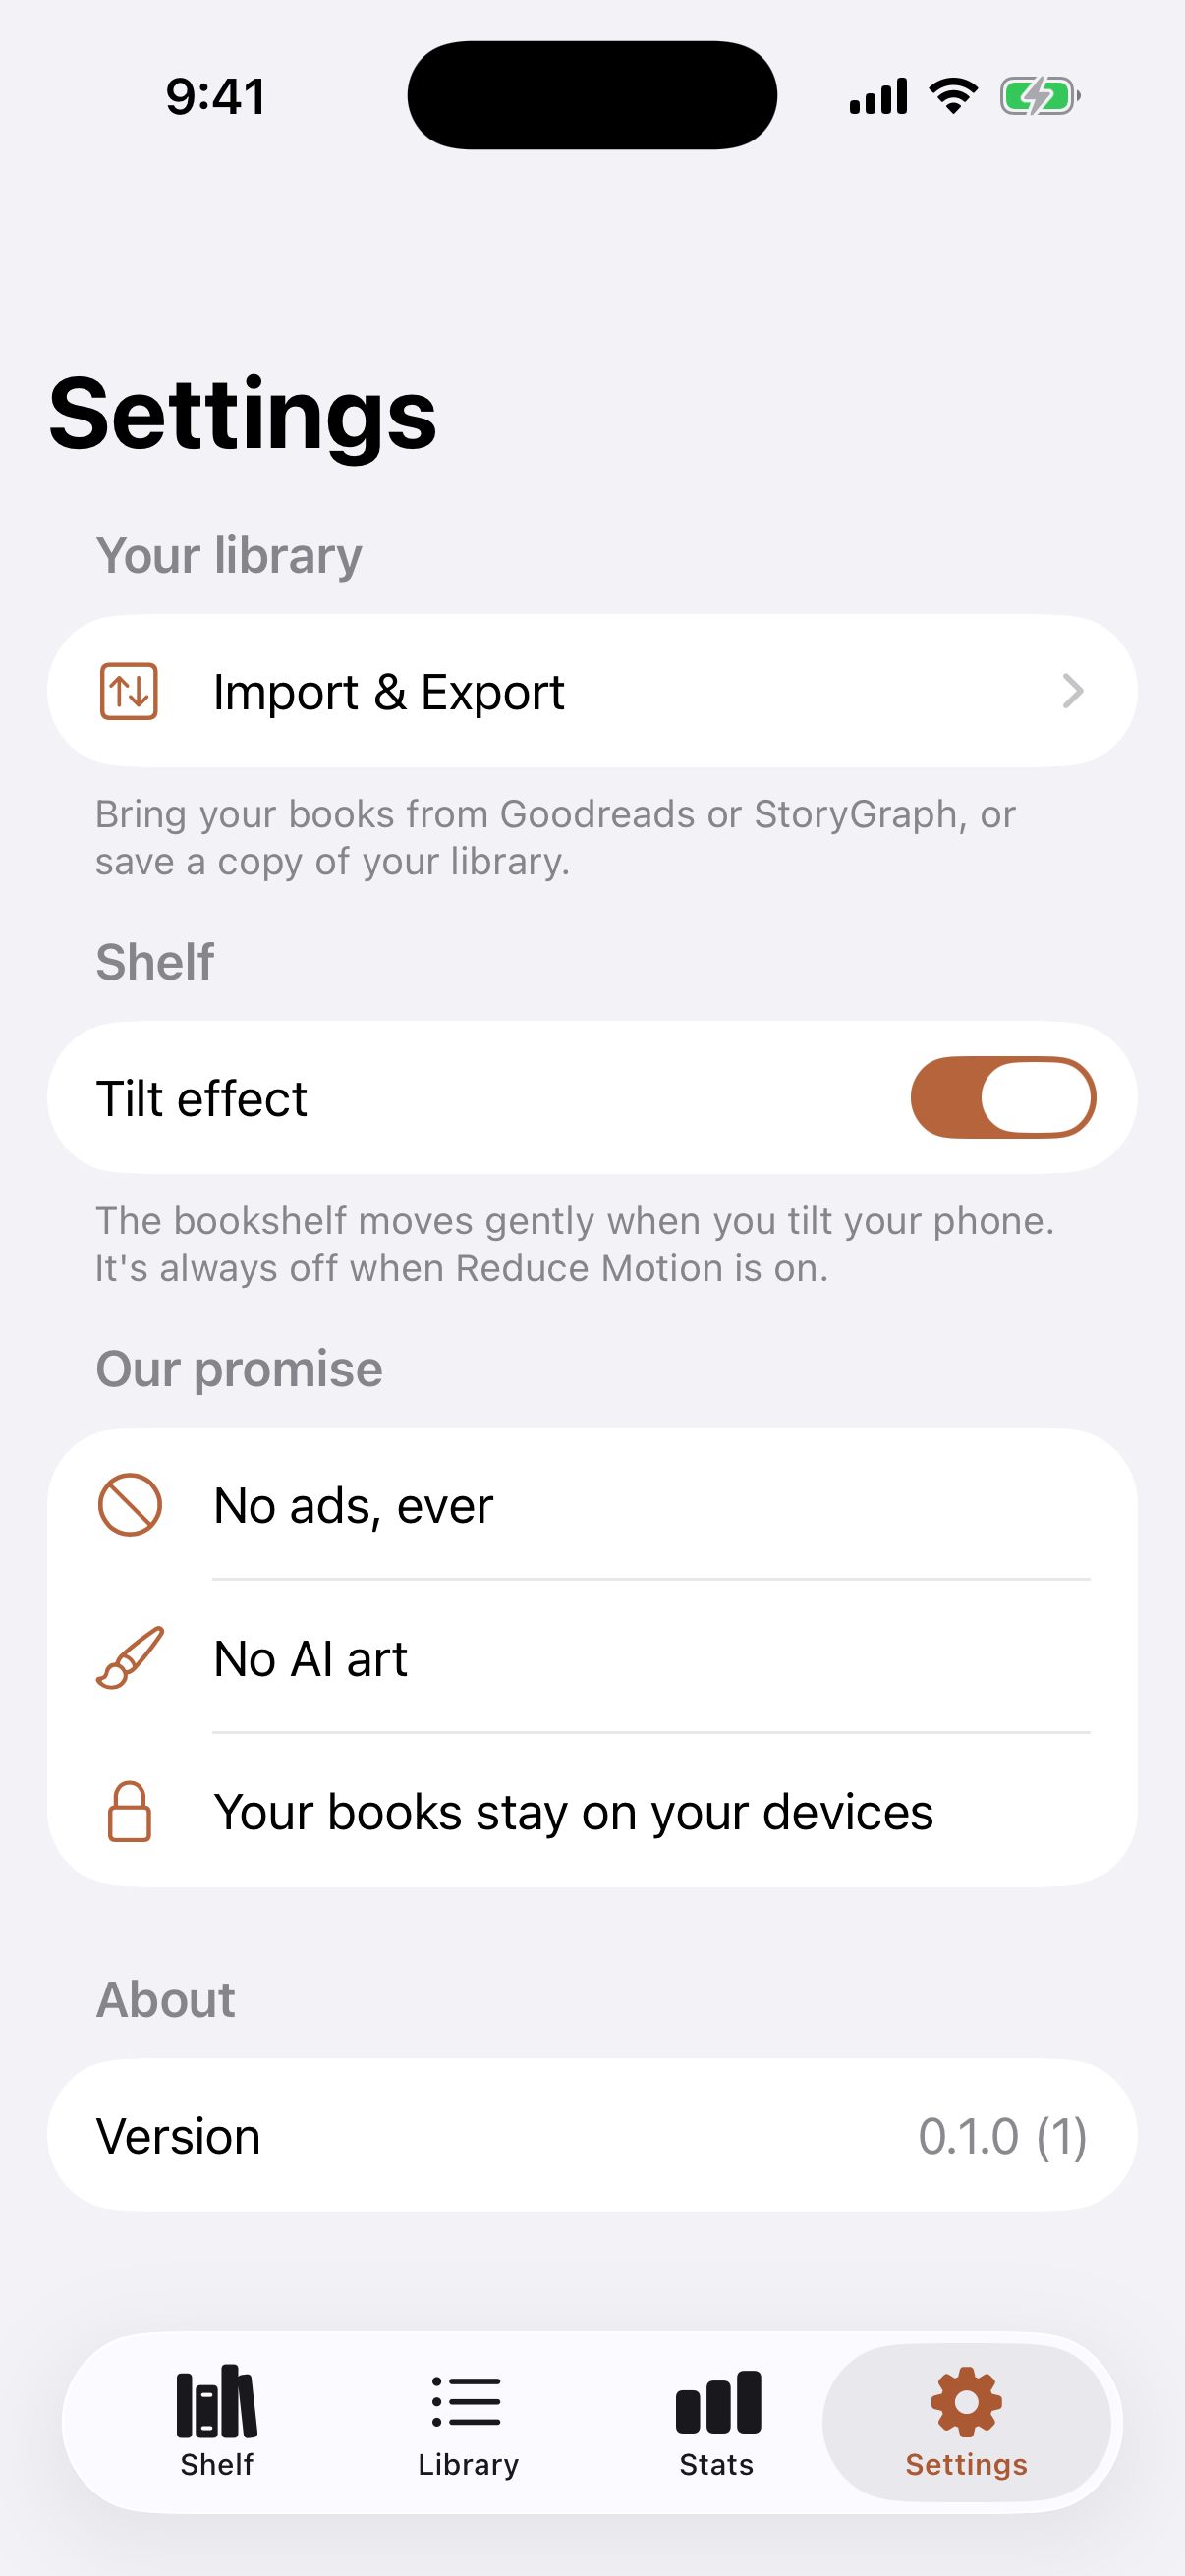 9:41
Settings
Your library
Import & Export
Bring your books from Goodreads or StoryGraph, or
save a copy of your library.
Shelf
Tilt effect
The bookshelf moves gently when you tilt your phone.
It's always off when Reduce Motion is on.
Our promise
No ads, ever
No AI art
Your books stay on your devices
About
Version 0.1.0 (1)
Shelf Library Stats Settings